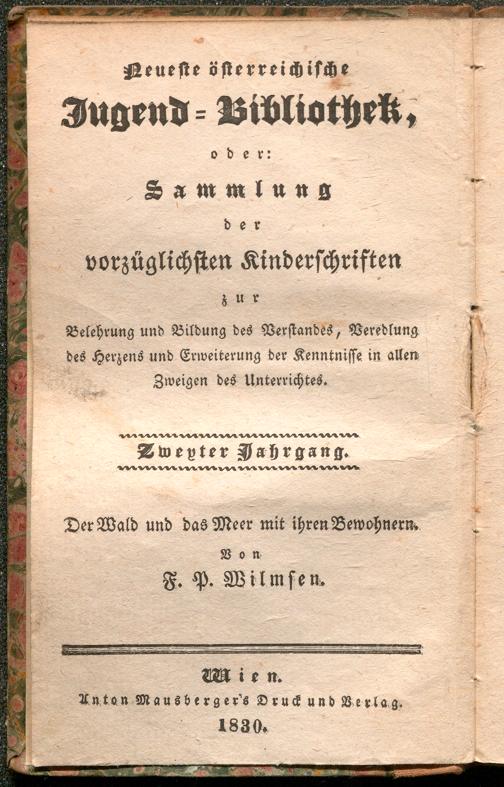 Neueste österreichische
Jugend=Bibliothek,
oder:
Sammlung
der
vorzüglichsten Kinderschriften
zur
Belehrung und Bildung des Verstandes, Veredlung
des Herzens und Erweiterung der Kenntnisse in allen
Zweigen des Unterrichtes.
Zweyter Jahrgang.
Der Wald und das Meer mit ihren Bewohnern.
Von
F. P. Wilmsen.
Wien.
Anton Mausberger's Druck und Verlag.
1830.